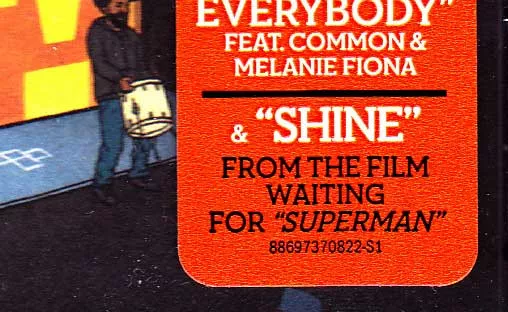 EVERYBODY"
FEAT. COMMON &
MELANIE FIONA
& "SHINE"
FROM THE FILM
WAITING
FOR "SUPERMAN"
88697370822-S1